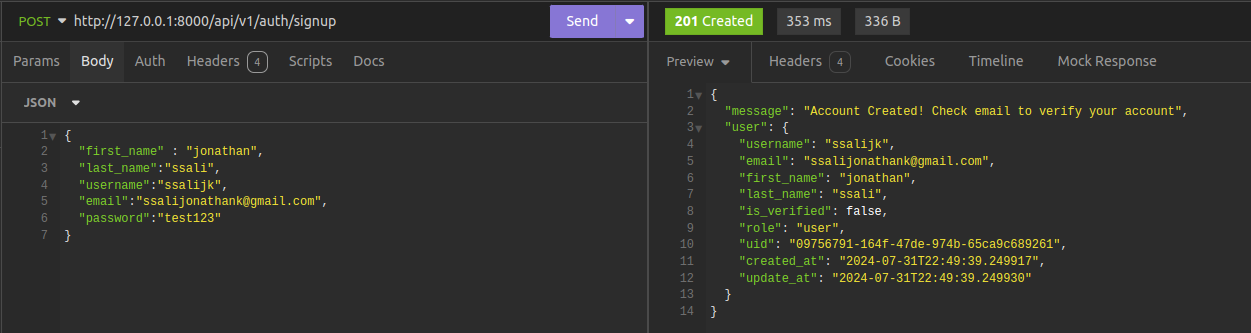 POST http://127.0.0.1:8000/api/v1/auth/signup Send
Params Body Auth Headers 4 Scripts Docs
JSON
1 {
2 "first_name" : "jonathan",
3 "last_name":"ssali",
4 "username":"ssalijk",
5 "email":"ssalijonathank@gmail.com",
6 "password":"test123"
7 }
201 Created 353 ms 336 B
Preview Headers 4 Cookies Timeline Mock Response
1 {
2 "message": "Account Created! Check email to verify your account",
3 "user": {
4 "username": "ssalijk",
5 "email": "ssalijonathank@gmail.com",
6 "first_name": "jonathan",
7 "last_name": "ssali",
8 "is_verified": false,
9 "role": "user",
10 "uid": "09756791-164f-47de-974b-65ca9c689261",
11 "created_at": "2024-07-31T22:49:39.249917",
12 "update_at": "2024-07-31T22:49:39.249930"
13 }
14 }